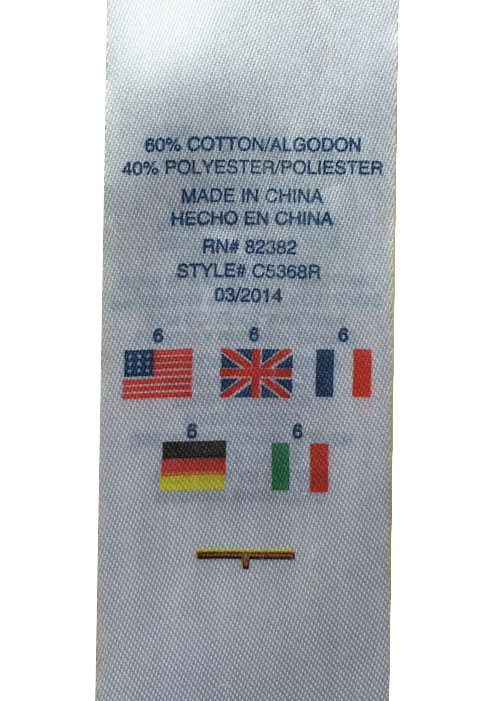 60% COTTON/ALGODON
40% POLYESTER/POLIESTER
MADE IN CHINA
HECHO EN CHINA
RN# 82382
STYLE# C5368R
03/2014
6 6 6
6 6